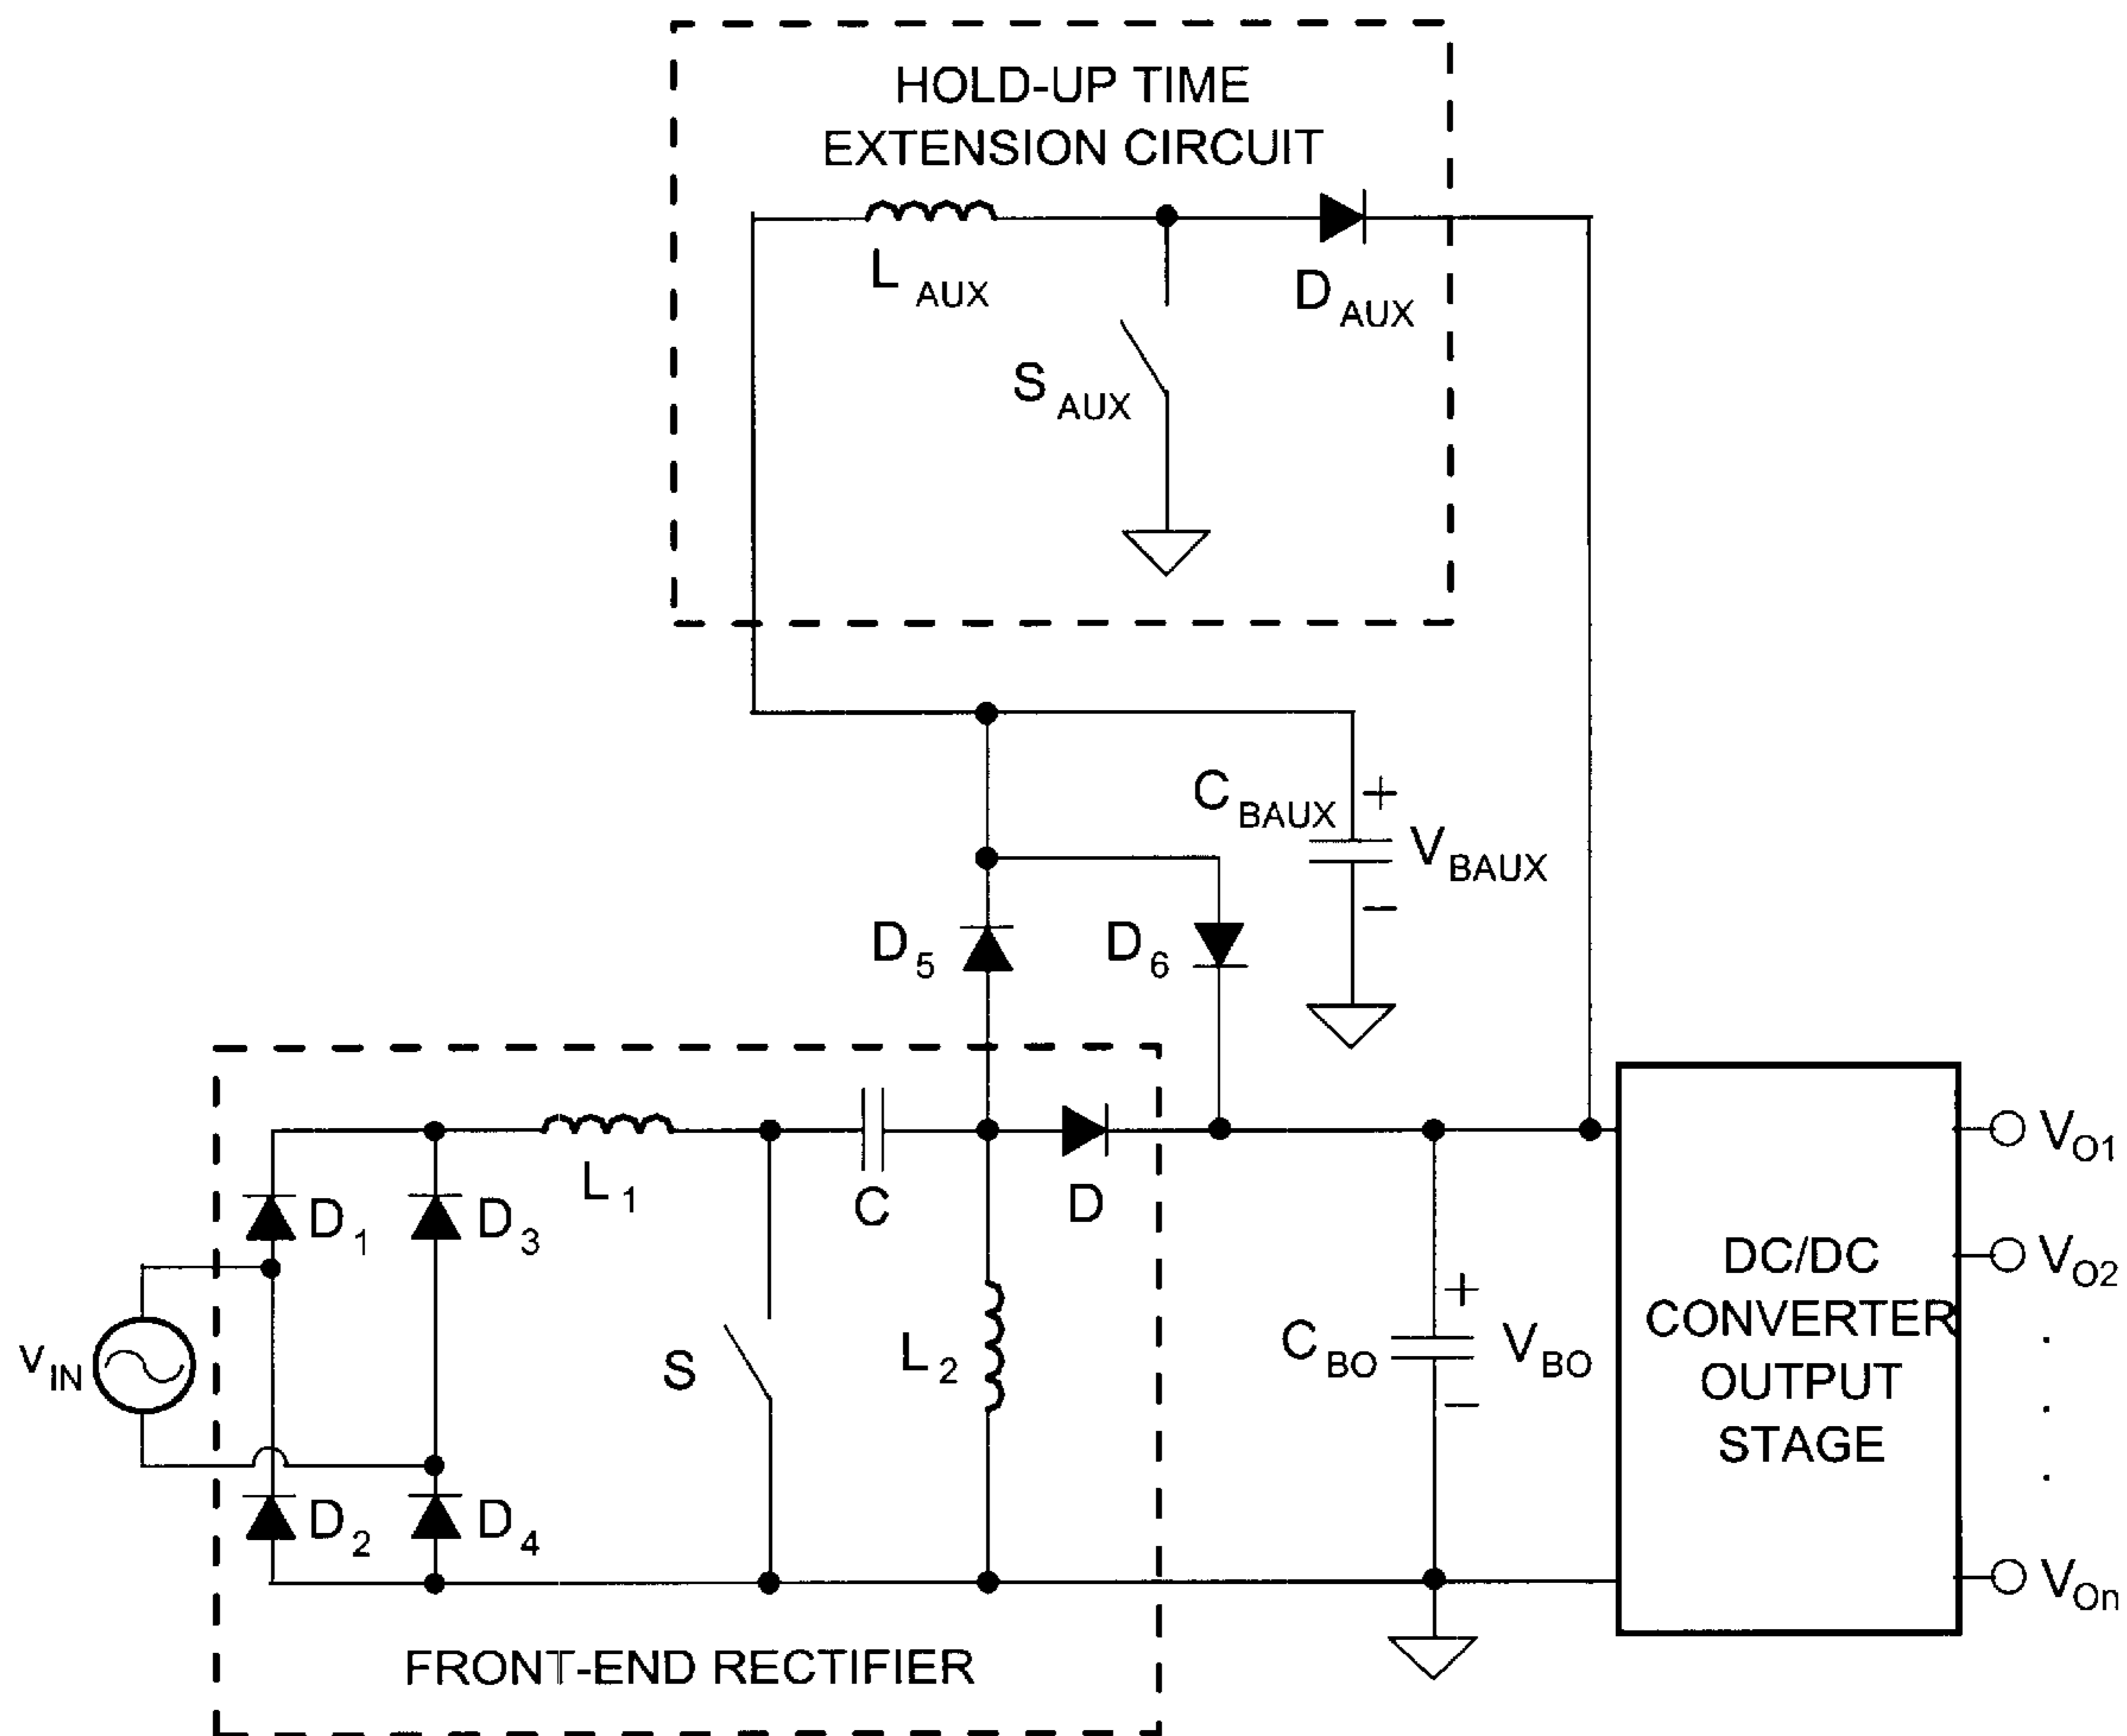 HOLD-UP TIME
EXTENSION CIRCUIT
L AUX
D AUX
S AUX
C BAUX
+
V BAUX
−
D 5
D 6
L 1
C
D
D 1
D 3
V IN
S
L 2
C BO
+
V BO
−
D 2
D 4
DC/DC
CONVERTER
OUTPUT
STAGE
V O1
V O2
.
.
.
V On
FRONT-END RECTIFIER